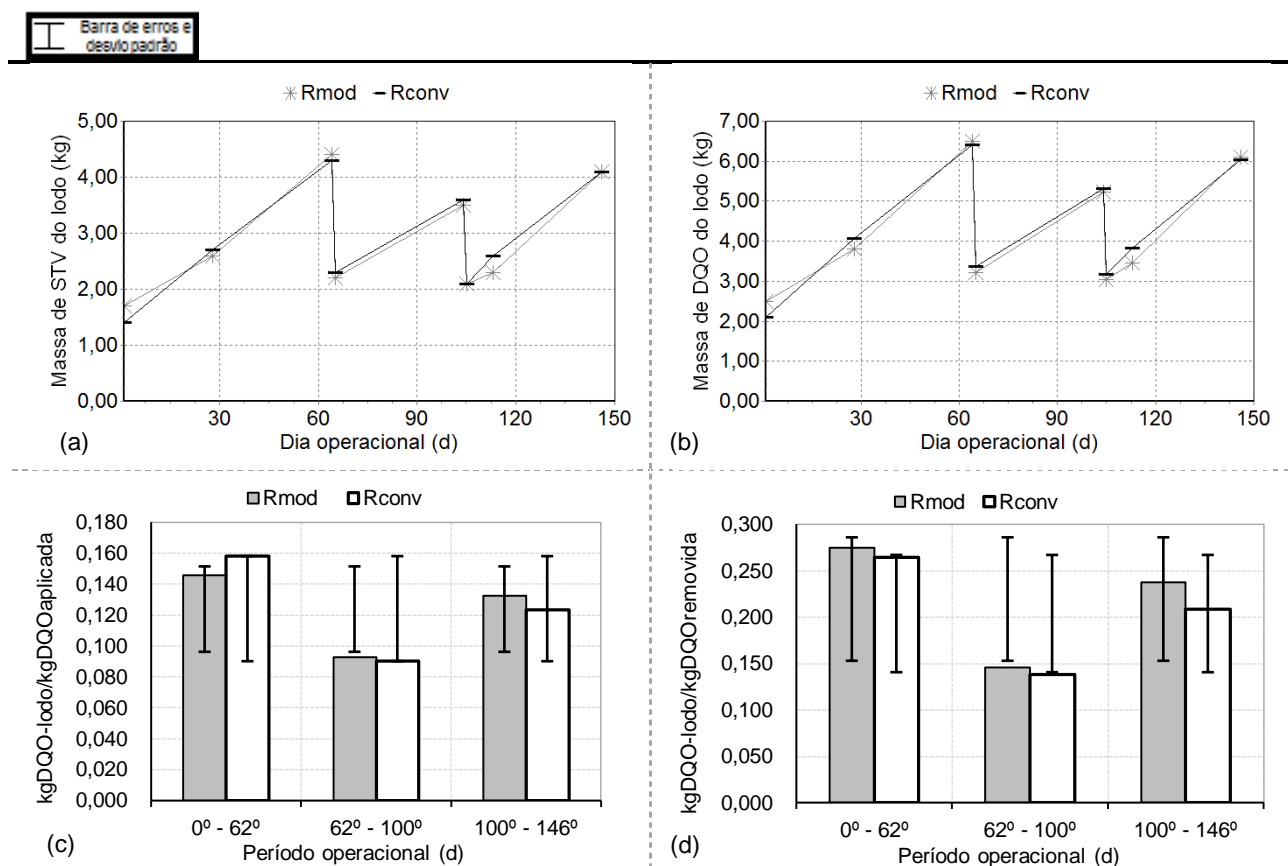 Barra de erros e
desvio padrão
Rmod Rconv
Massa de STV do lodo (kg)
5,00
4,00
3,00
2,00
1,00
0,00
30 60 90 120 150
(a) Dia operacional (d)
Rmod Rconv
Massa de DQO do lodo (kg)
7,00
6,00
5,00
4,00
3,00
2,00
1,00
0,00
30 60 90 120 150
(b) Dia operacional (d)
Rmod Rconv
kgDQO-lodo/kgDQOaplicada
0,180
0,160
0,140
0,120
0,100
0,080
0,060
0,040
0,020
0,000
0º - 62º 62º - 100º 100º - 146º
(c) Período operacional (d)
Rmod Rconv
kgDQO-lodo/kgDQOremovida
0,300
0,250
0,200
0,150
0,100
0,050
0,000
0º - 62º 62º - 100º 100º - 146º
(d) Período operacional (d)